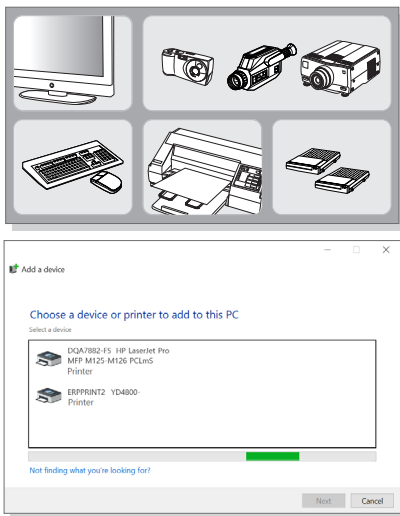 Add a device
Choose a device or printer to add to this PC
Select a device
DQA7882-F5 HP LaserJet Pro
MFP M125-M126 PCLmS
Printer
ERPPRINT2 YD4800-
Printer
Not finding what you're looking for?
Next Cancel